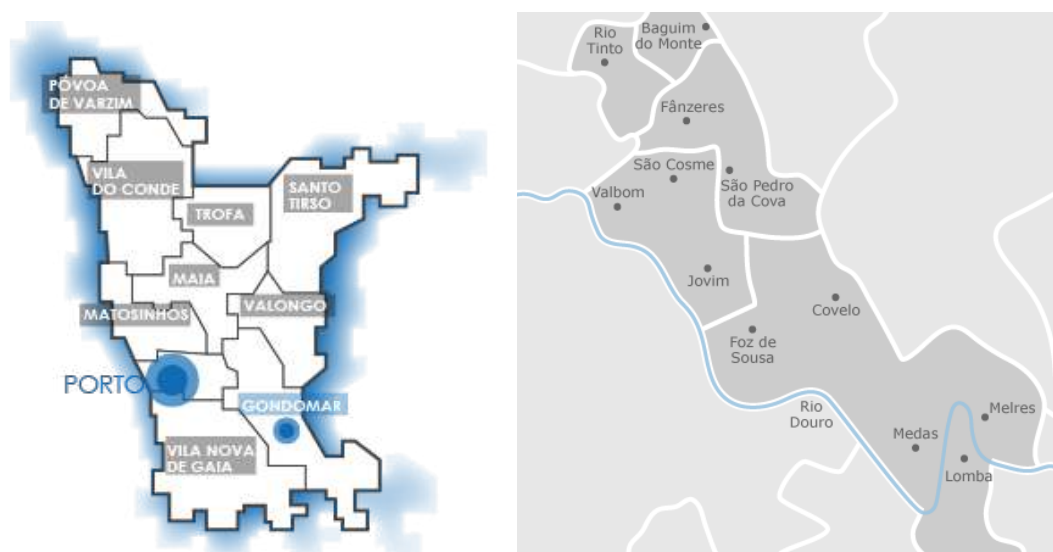 PÓVOA
DE VARZIM
VILA
DO CONDE
SANTO
TIRSO
TROFA
MAIA
VALONGO
MATOSINHOS
PORTO
GONDOMAR
VILA NOVA
DE GAIA
Rio
Tinto
Baguim
do Monte
Fânzeres
São Cosme
São Pedro
da Cova
Valbom
Jovim
Covelo
Foz de
Sousa
Rio
Douro
Melres
Medas
Lomba